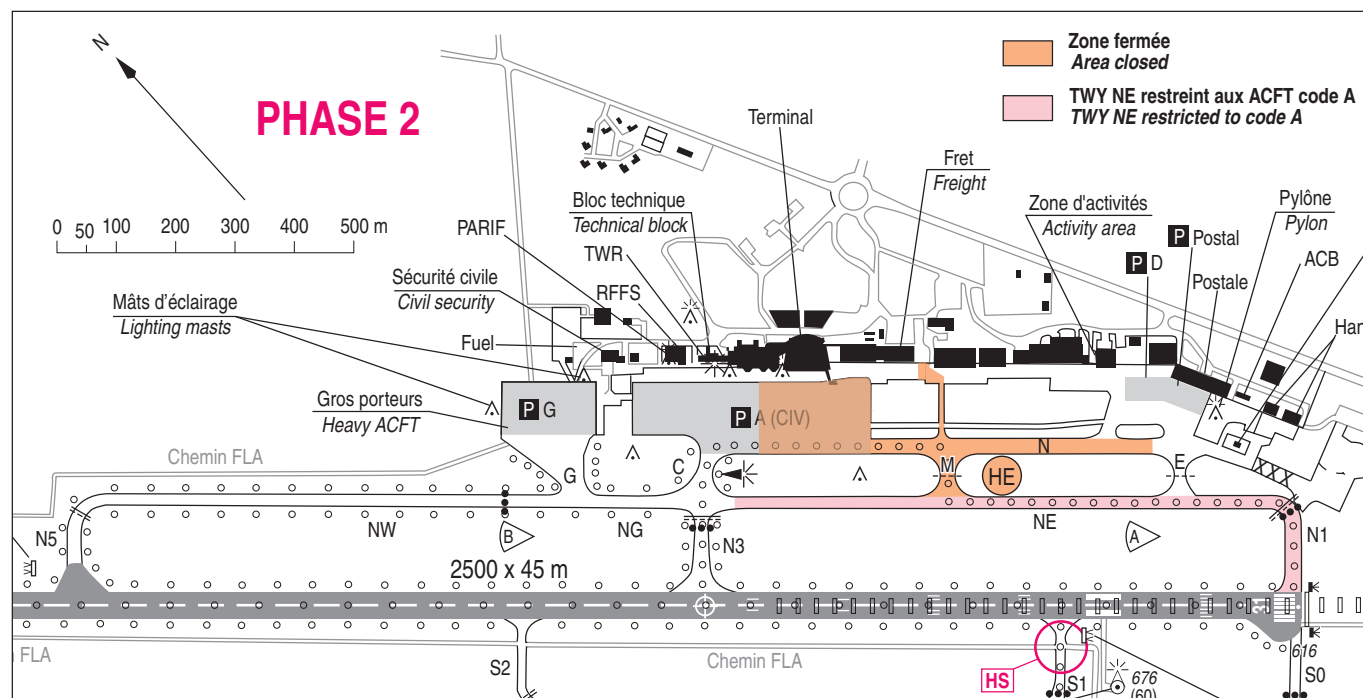 N
PHASE 2
Zone fermée
Area closed
TWY NE restreint aux ACFT code A
TWY NE restricted to code A
0 50 100 200 300 400 500 m
Terminal
Fret
Freight
Bloc technique
Technical block
Zone d'activités
Activity area
Pylône
Pylon
PARIF
TWR
P Postal
ACB
P D
Postale
Sécurité civile
Civil security
RFFS
Mâts d'éclairage
Lighting masts
Fuel
Han
Gros porteurs
Heavy ACFT
P G
P A (CIV)
Chemin FLA
N
G
C
M
HE
E
NW
NG
NE
N5
B
N3
A
N1
2500 x 45 m
FLA
Chemin FLA
616
S2
HS
S1
676
(60)
S0